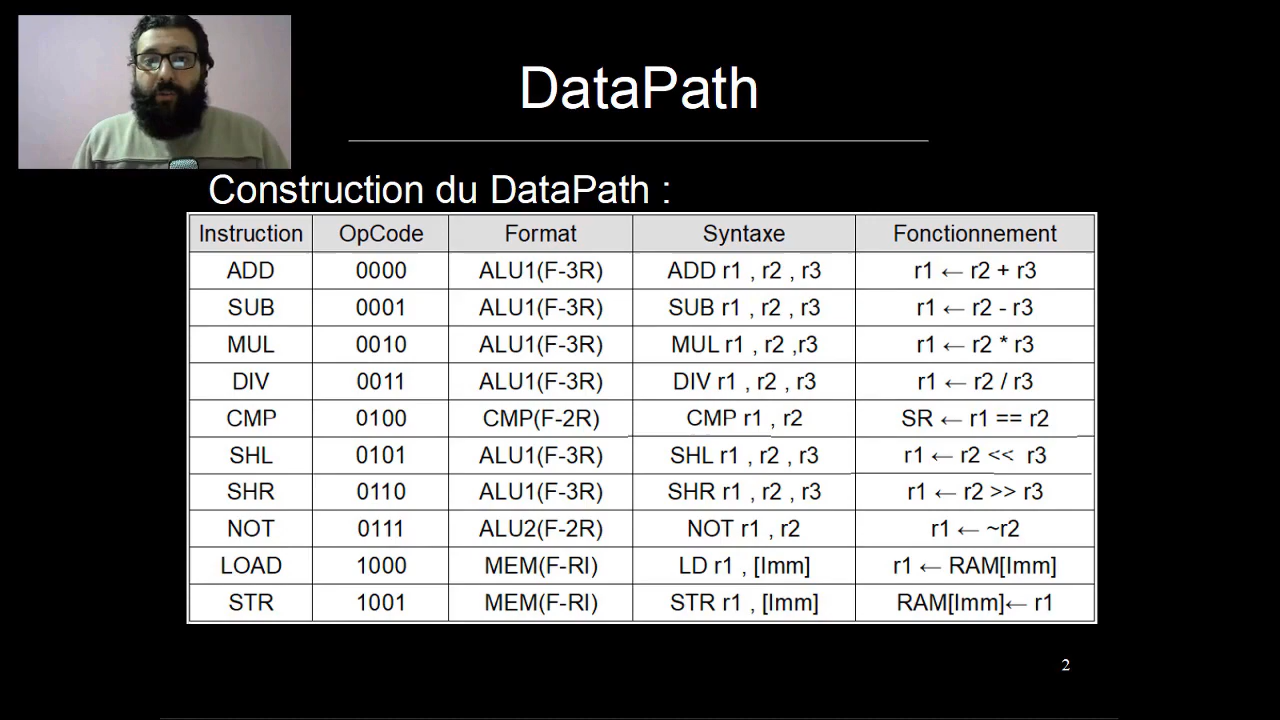 DataPath
Construction du DataPath :
Instruction OpCode Format Syntaxe Fonctionnement
ADD 0000 ALU1(F-3R) ADD r1 , r2 , r3 r1 ← r2 + r3
SUB 0001 ALU1(F-3R) SUB r1 , r2 , r3 r1 ← r2 - r3
MUL 0010 ALU1(F-3R) MUL r1 , r2 ,r3 r1 ← r2 * r3
DIV 0011 ALU1(F-3R) DIV r1 , r2 , r3 r1 ← r2 / r3
CMP 0100 CMP(F-2R) CMP r1 , r2 SR ← r1 == r2
SHL 0101 ALU1(F-3R) SHL r1 , r2 , r3 r1 ← r2 << r3
SHR 0110 ALU1(F-3R) SHR r1 , r2 , r3 r1 ← r2 >> r3
NOT 0111 ALU2(F-2R) NOT r1 , r2 r1 ← ~r2
LOAD 1000 MEM(F-RI) LD r1 , [Imm] r1 ← RAM[Imm]
STR 1001 MEM(F-RI) STR r1 , [Imm] RAM[Imm]← r1
2